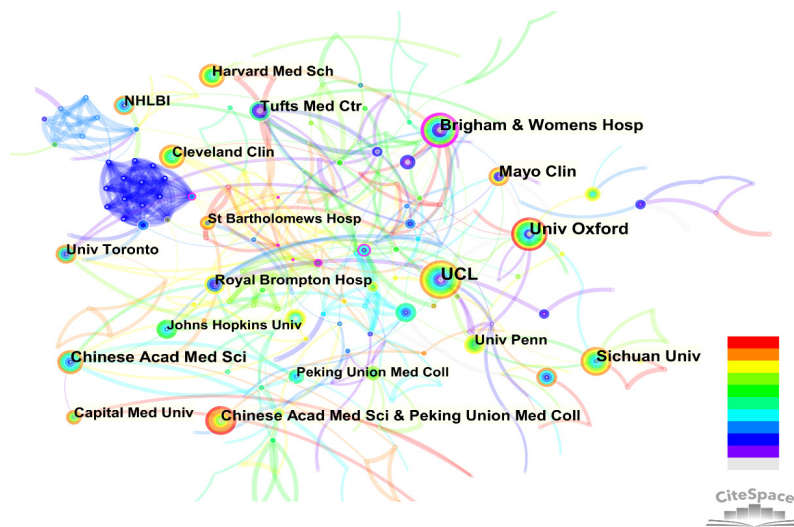 Harvard Med Sch
NHLBI
Tufts Med Ctr
Brigham & Womens Hosp
Cleveland Clin
Mayo Clin
St Bartholomews Hosp
Univ Oxford
Univ Toronto
UCL
Royal Brompton Hosp
Johns Hopkins Univ
Univ Penn
Chinese Acad Med Sci
Sichuan Univ
Peking Union Med Coll
Capital Med Univ
Chinese Acad Med Sci & Peking Union Med Coll
CiteSpace